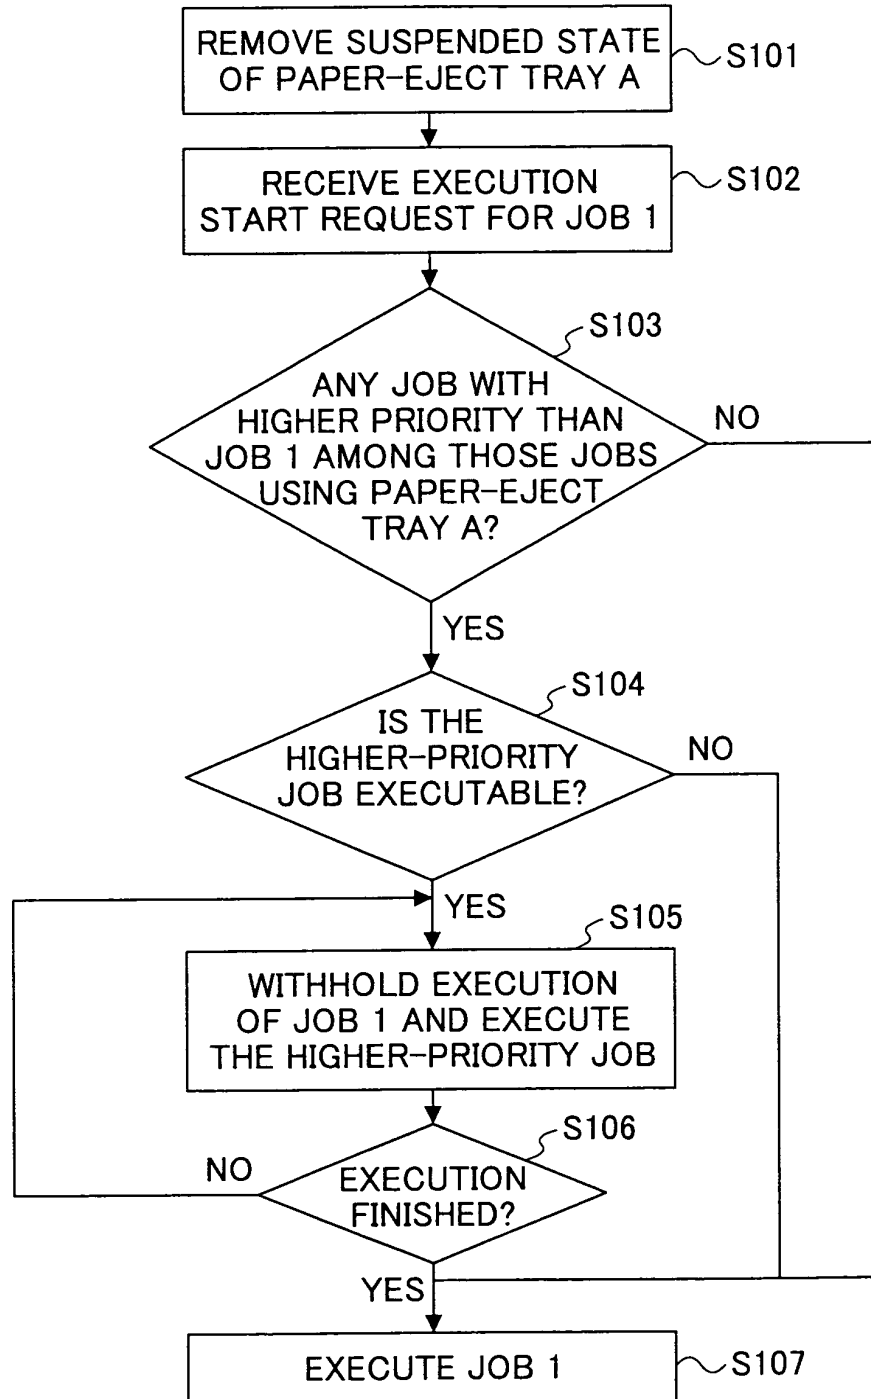 REMOVE SUSPENDED STATE
OF PAPER-EJECT TRAY A
S101
RECEIVE EXECUTION
START REQUEST FOR JOB 1
S102
S103
ANY JOB WITH
HIGHER PRIORITY THAN
JOB 1 AMONG THOSE JOBS
USING PAPER-EJECT
TRAY A?
NO
YES
S104
IS THE
HIGHER-PRIORITY
JOB EXECUTABLE?
NO
YES
S105
WITHHOLD EXECUTION
OF JOB 1 AND EXECUTE
THE HIGHER-PRIORITY JOB
S106
NO
EXECUTION
FINISHED?
YES
EXECUTE JOB 1
S107